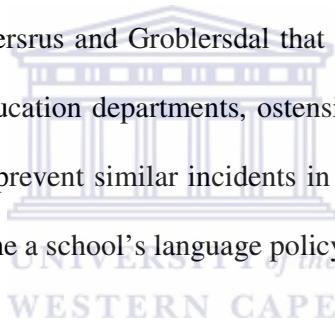 ersrus and Groblersdal that
ucation departments, ostensi
prevent similar incidents in
e a school's language policy
UNIVERSITY of the
WESTERN CAPE